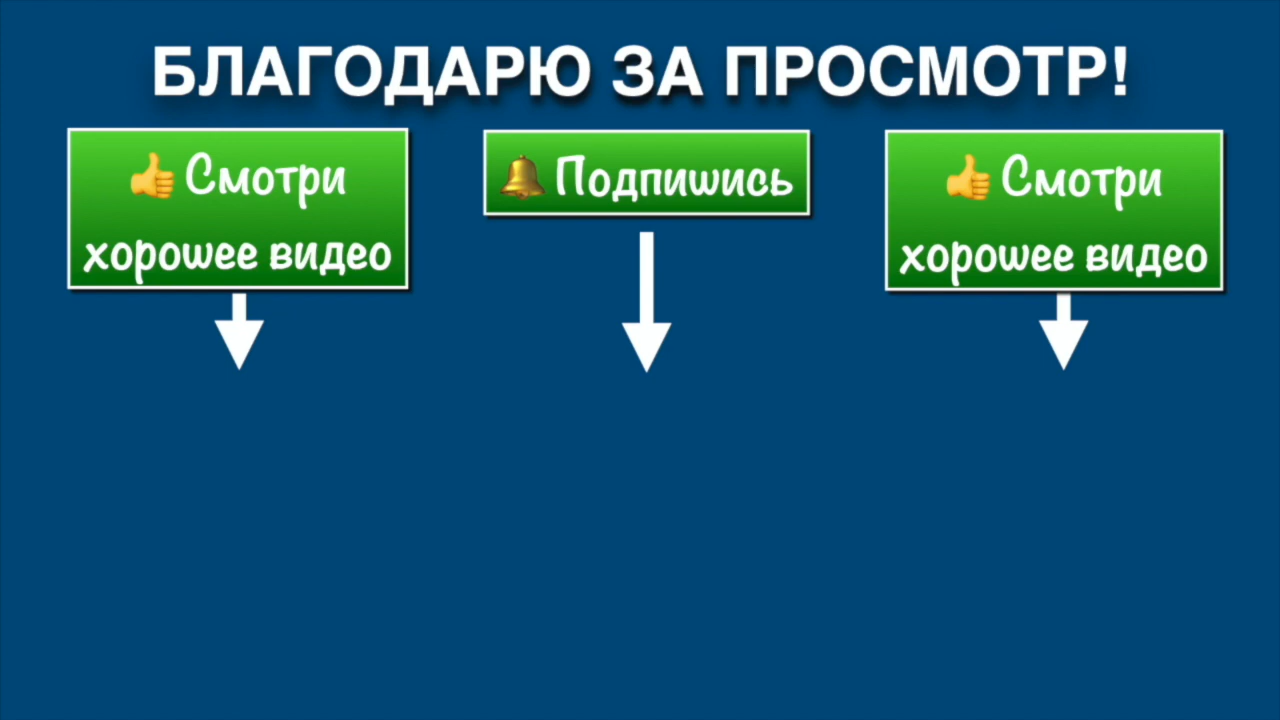 БЛАГОДАРЮ ЗА ПРОСМОТР!
👍 Смотри
хорошее видео
🔔 Подпишись
👍 Смотри
хорошее видео